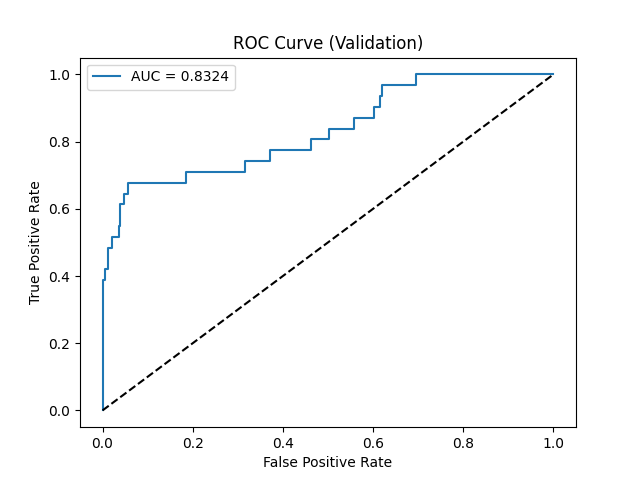 ROC Curve (Validation)
AUC = 0.8324
True Positive Rate
1.0
0.8
0.6
0.4
0.2
0.0
0.0 0.2 0.4 0.6 0.8 1.0
False Positive Rate